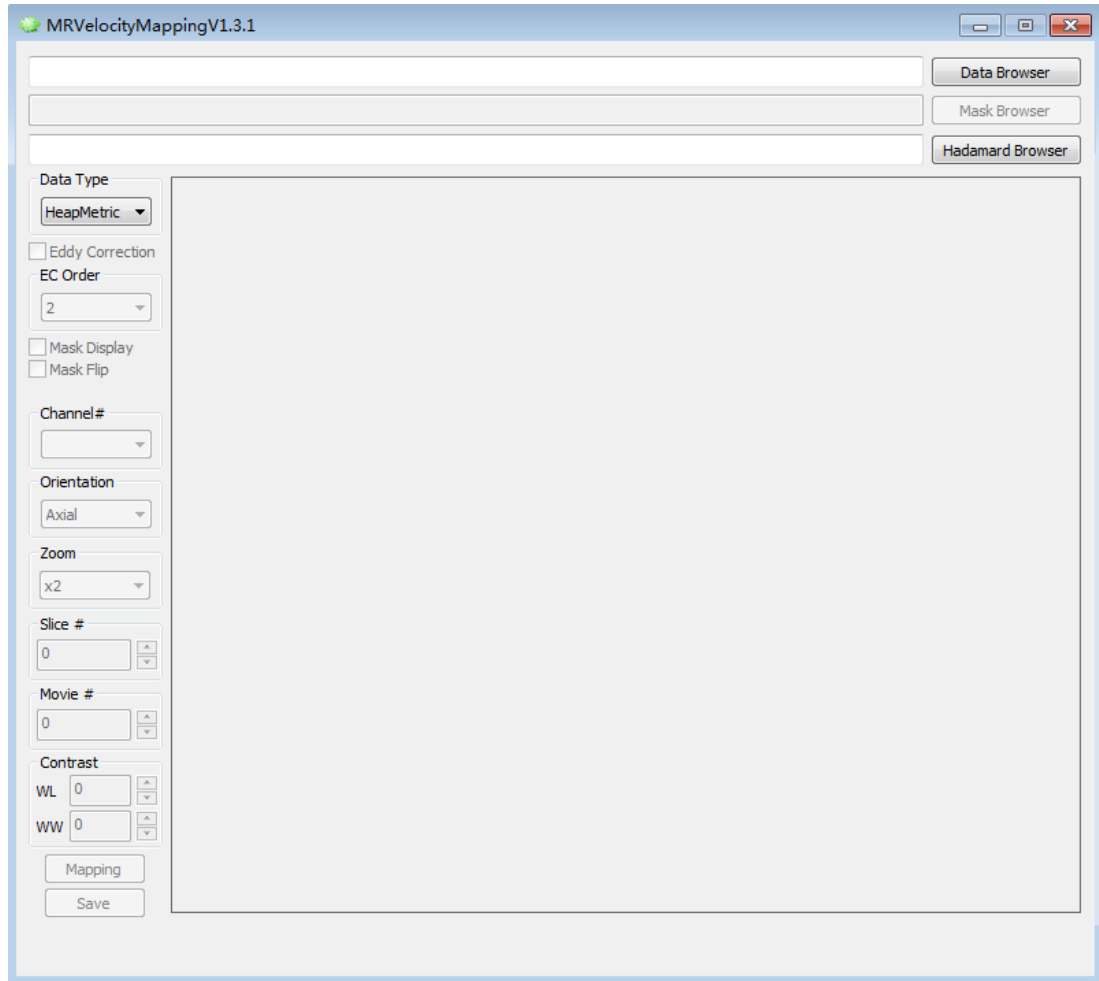 MRVelocityMappingV1.3.1
Data Browser
Mask Browser
Hadamard Browser
Data Type
HeapMetric
Eddy Correction
EC Order
2
Mask Display
Mask Flip
Channel#
Orientation
Axial
Zoom
x2
Slice #
0
Movie #
0
Contrast
WL 0
WW 0
Mapping
Save